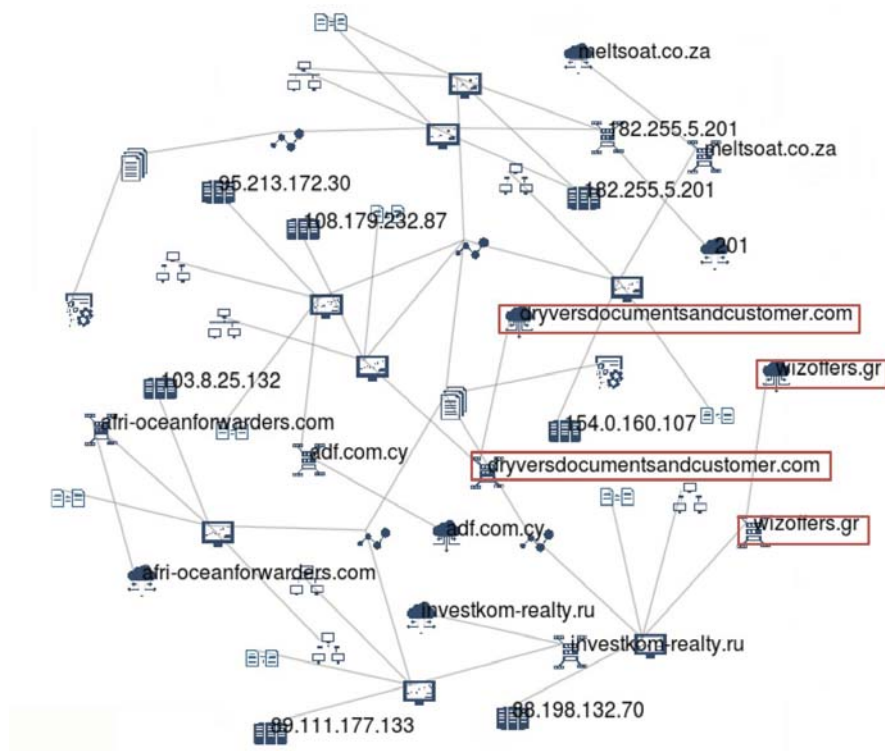 meltsoat.co.za
182.255.5.201
meltsoat.co.za
95.213.172.30
182.255.5.201
108.179.232.87
201
dryversdocumentsandcustomer.com
wizoffers.gr
103.8.25.132
afri-oceanforwarders.com
154.0.160.107
adf.com.cy
dryversdocumentsandcustomer.com
adf.com.cy
wizoffers.gr
afri-oceanforwarders.com
investkom-realty.ru
investkom-realty.ru
89.111.177.133
88.198.132.70